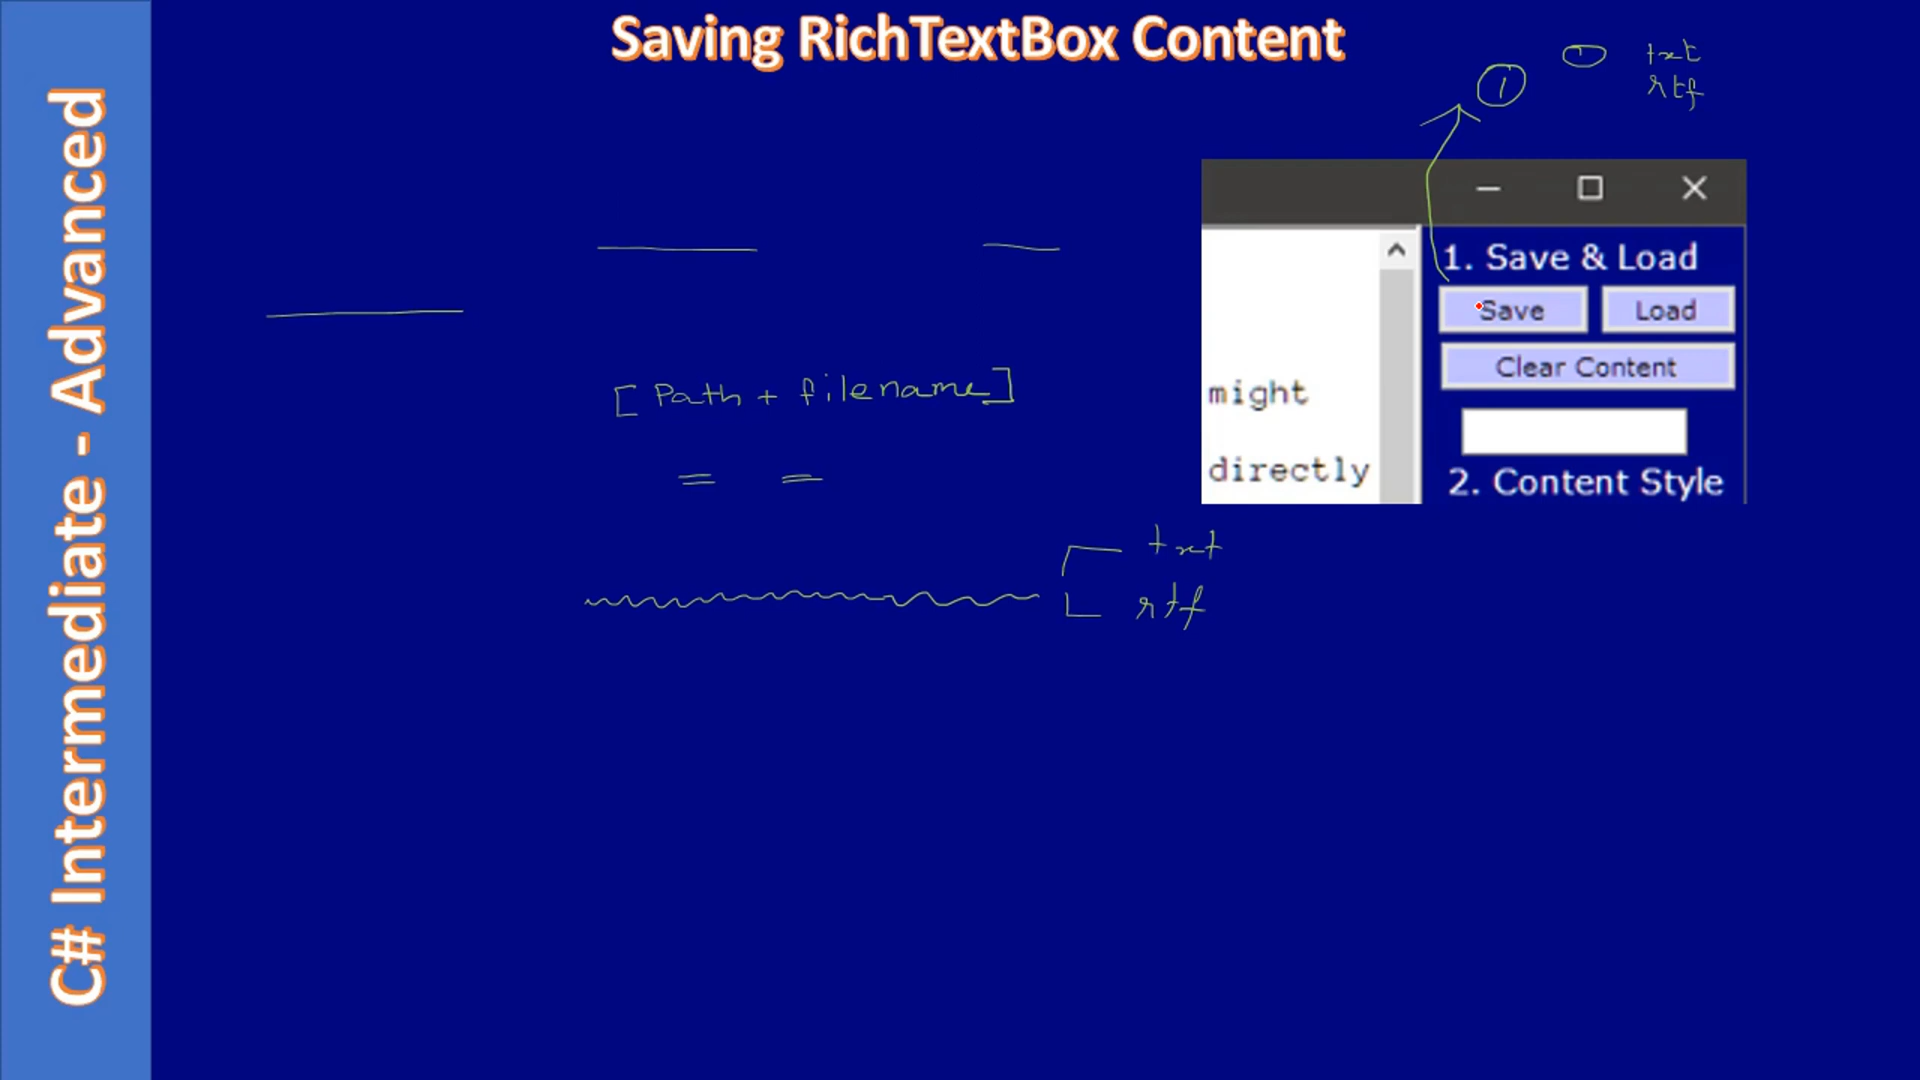 C# Intermediate - Advanced
Saving RichTextBox Content
1
txt
rtf
1. Save & Load
Save Load
Clear Content
might
directly
2. Content Style
[ Path + filename ]
= =
txt
rtf